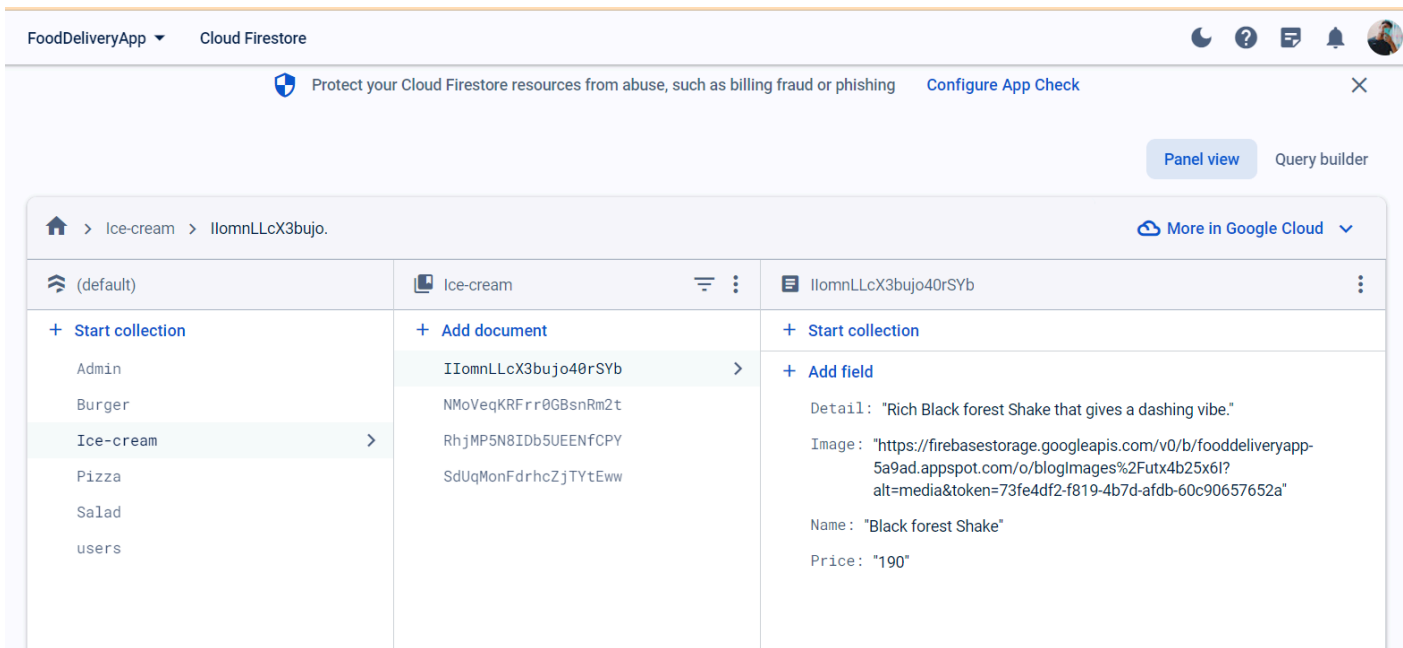 FoodDeliveryApp Cloud Firestore
Protect your Cloud Firestore resources from abuse, such as billing fraud or phishing Configure App Check
Panel view Query builder
Ice-cream IIomnLLcX3bujo.
More in Google Cloud
(default)
+ Start collection
Admin
Burger
Ice-cream
Pizza
Salad
users
Ice-cream
+ Add document
IIomnLLcX3bujo40rSYb
NMoVeqKRFrr0GBsnRm2t
RhjMP5N8IDb5UEENfCPY
SdUqMonFdrhcZjTYtEww
IIomnLLcX3bujo40rSYb
+ Start collection
+ Add field
Detail: "Rich Black forest Shake that gives a dashing vibe."
Image: "https://firebasestorage.googleapis.com/v0/b/fooddeliveryapp-
5a9ad.appspot.com/o/blogImages%2Futx4b25x6I?
alt=media&token=73fe4df2-f819-4b7d-afdb-60c90657652a"
Name: "Black forest Shake"
Price: "190"